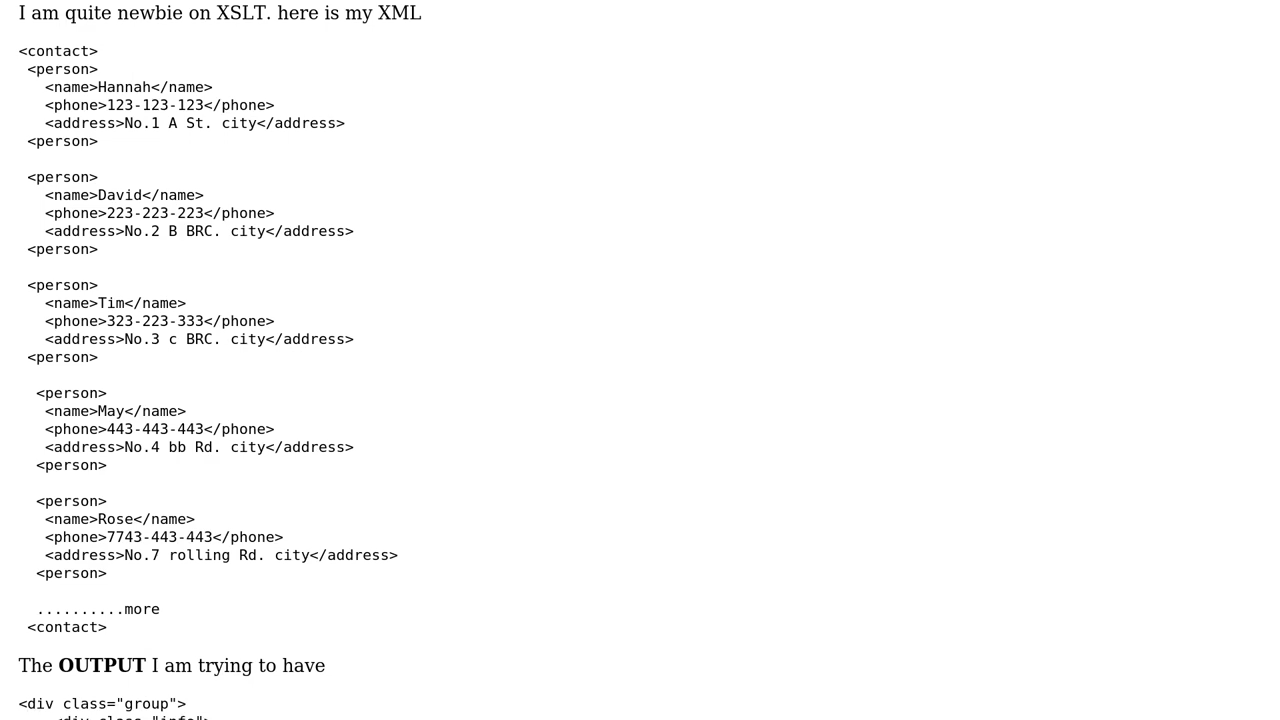 I am quite newbie on XSLT. here is my XML
<contact>
<person>
<name>Hannah</name>
<phone>123-123-123</phone>
<address>No.1 A St. city</address>
<person>
<person>
<name>David</name>
<phone>223-223-223</phone>
<address>No.2 B BRC. city</address>
<person>
<person>
<name>Tim</name>
<phone>323-223-333</phone>
<address>No.3 c BRC. city</address>
<person>
<person>
<name>May</name>
<phone>443-443-443</phone>
<address>No.4 bb Rd. city</address>
<person>
<person>
<name>Rose</name>
<phone>7743-443-443</phone>
<address>No.7 rolling Rd. city</address>
<person>
..........more
<contact>
The OUTPUT I am trying to have
<div class="group">
<div class="info">